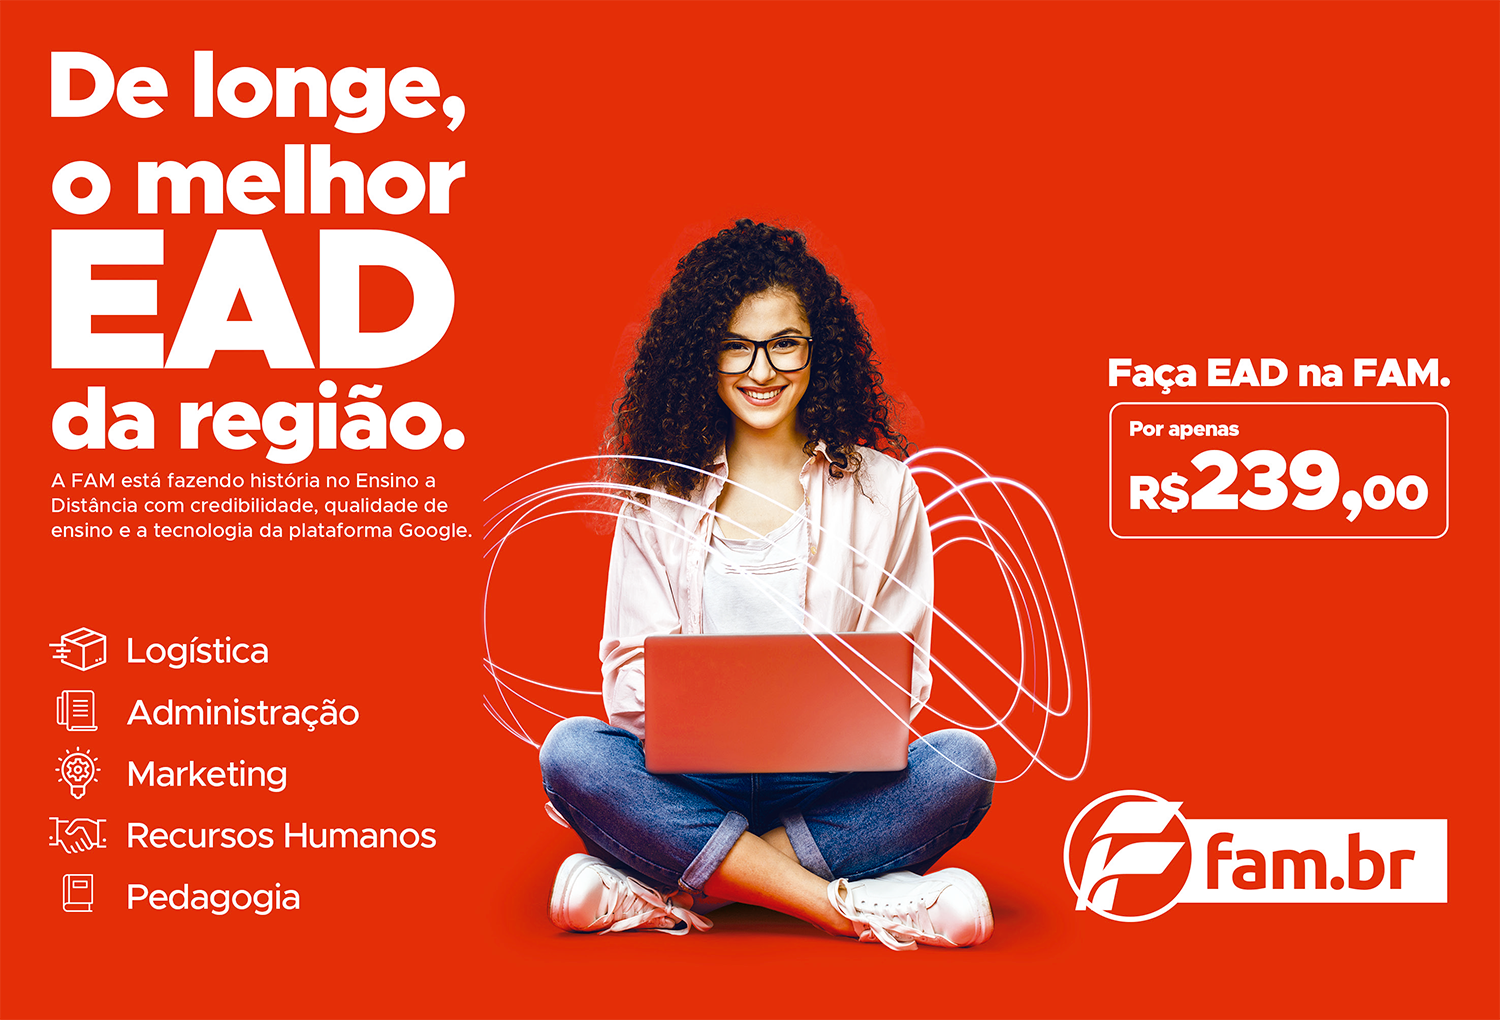 De longe,
o melhor
EAD
da região.
A FAM está fazendo história no Ensino a
Distância com credibilidade, qualidade de
ensino e a tecnologia da plataforma Google.
Logística
Administração
Marketing
Recursos Humanos
Pedagogia
Faça EAD na FAM.
Por apenas
R$239,00
fam.br